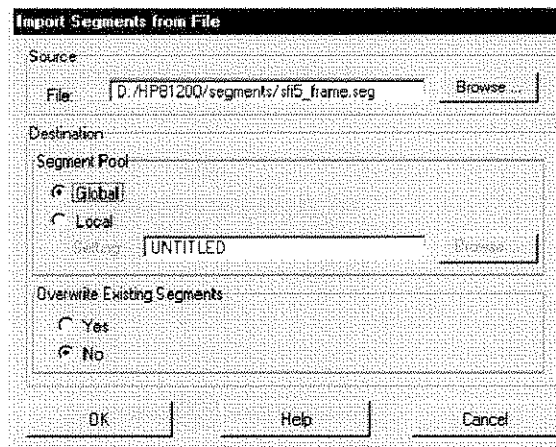 Import Segments from File
Source
File: D:/HP81200/segments/sfi5_frame.seg Browse ...
Destination
Segment Pool
Global
Local
Setting: UNTITLED Browse ...
Overwrite Existing Segments
Yes
No
OK Help Cancel